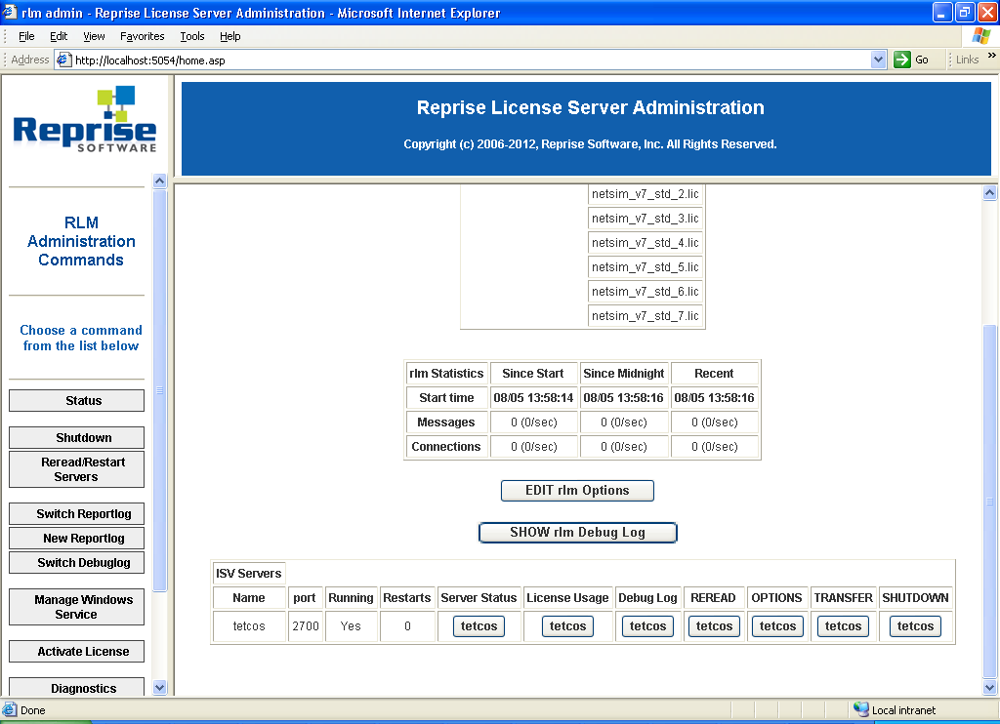 rlm admin - Reprise License Server Administration - Microsoft Internet Explorer
File Edit View Favorites Tools Help
Address http://localhost:5054/home.asp Go Links »
Reprise
SOFTWARE
Reprise License Server Administration
Copyright (c) 2006-2012, Reprise Software, Inc. All Rights Reserved.
RLM
Administration
Commands
Choose a command
from the list below
Status
Shutdown
Reread/Restart
Servers
Switch Reportlog
New Reportlog
Switch Debuglog
Manage Windows
Service
Activate License
Diagnostics
netsim_v7_std_2.lic
netsim_v7_std_3.lic
netsim_v7_std_4.lic
netsim_v7_std_5.lic
netsim_v7_std_6.lic
netsim_v7_std_7.lic
rlm Statistics Since Start Since Midnight Recent
Start time 08/05 13:58:14 08/05 13:58:16 08/05 13:58:16
Messages 0 (0/sec) 0 (0/sec) 0 (0/sec)
Connections 0 (0/sec) 0 (0/sec) 0 (0/sec)
EDIT rlm Options
SHOW rlm Debug Log
ISV Servers
Name port Running Restarts Server Status License Usage Debug Log REREAD OPTIONS TRANSFER SHUTDOWN
tetcos 2700 Yes 0 tetcos tetcos tetcos tetcos tetcos tetcos tetcos
Done Local intranet